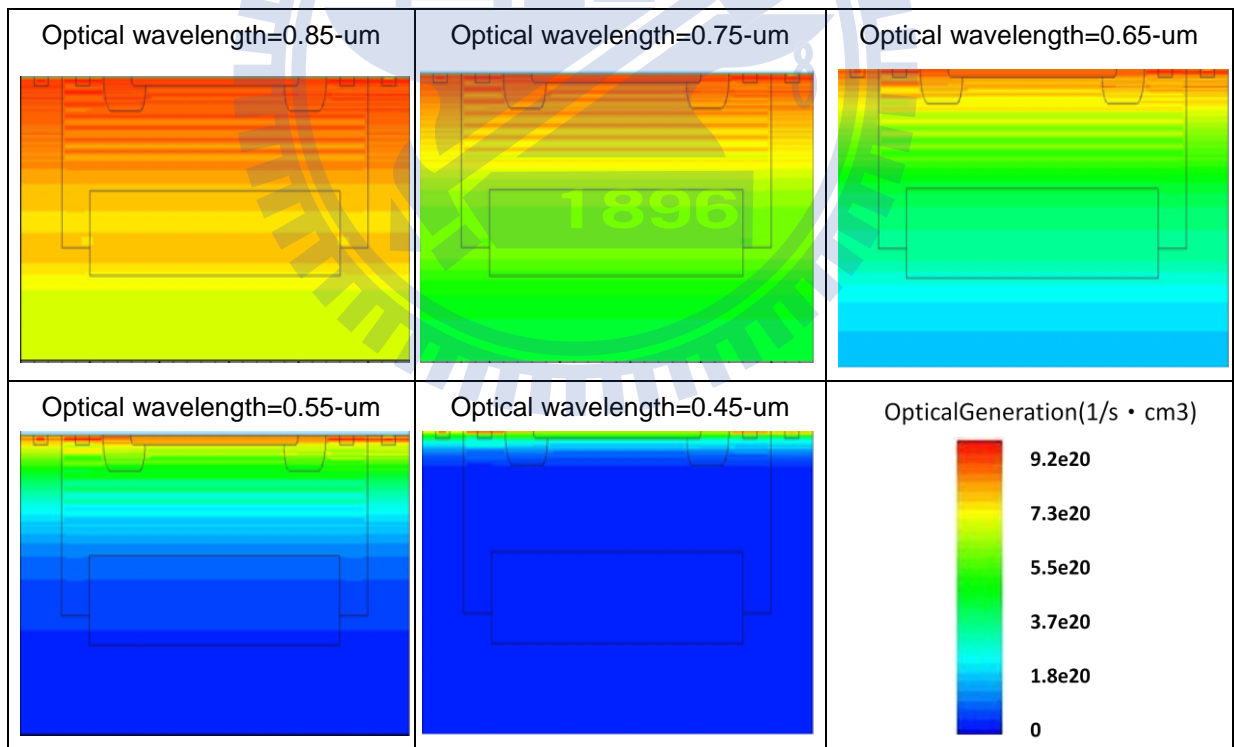 Optical wavelength=0.85-um
Optical wavelength=0.75-um
Optical wavelength=0.65-um
1896
Optical wavelength=0.55-um
Optical wavelength=0.45-um
OpticalGeneration(1/s・cm3)
9.2e20
7.3e20
5.5e20
3.7e20
1.8e20
0